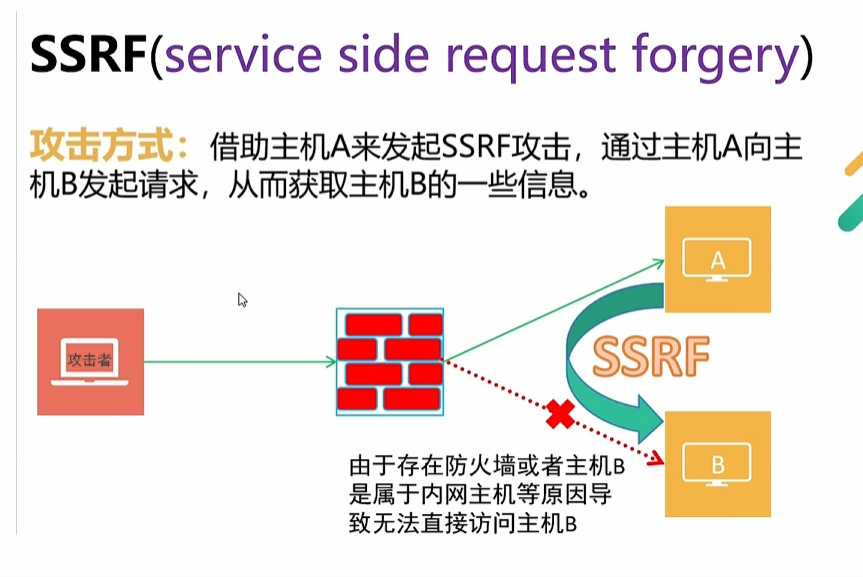 SSRF(service side request forgery)
攻击方式：借助主机A来发起SSRF攻击，通过主机A向主
机B发起请求，从而获取主机B的一些信息。
A
攻击者
SSRF
B
由于存在防火墙或者主机B
是属于内网主机等原因导
致无法直接访问主机B